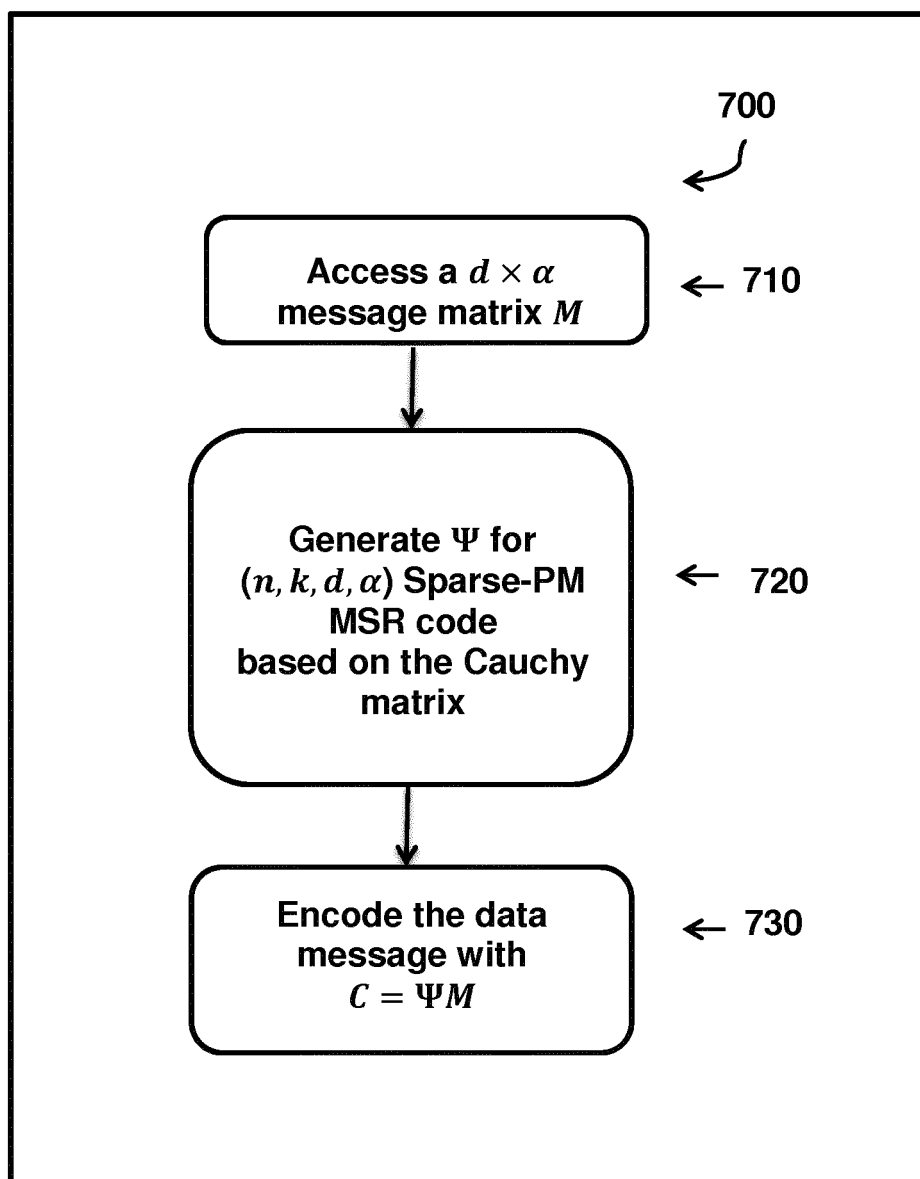 700
Access a d × α
message matrix M
710
Generate Ψ for
(n, k, d, α) Sparse-PM
MSR code
based on the Cauchy
matrix
720
Encode the data
message with
C = ΨM
730